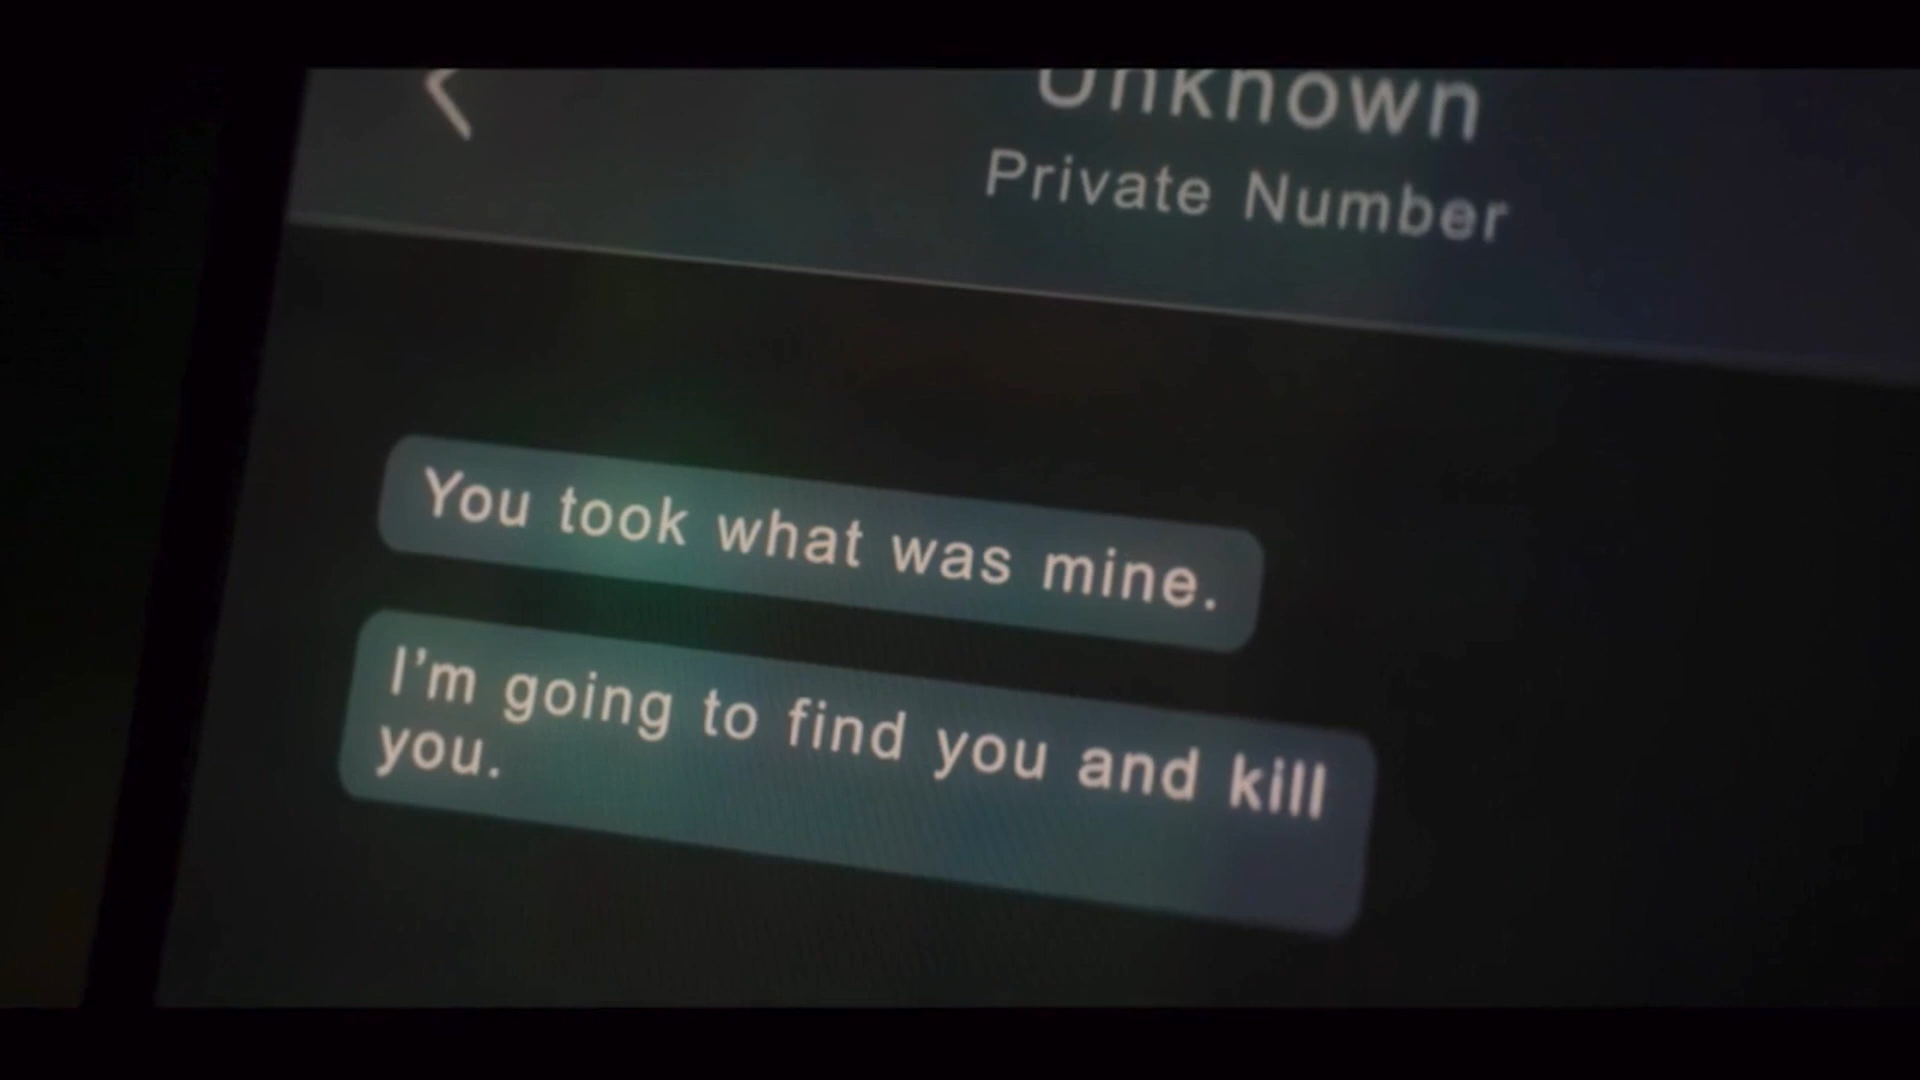 Unknown
Private Number
You took what was mine.
I'm going to find you and kill
you.